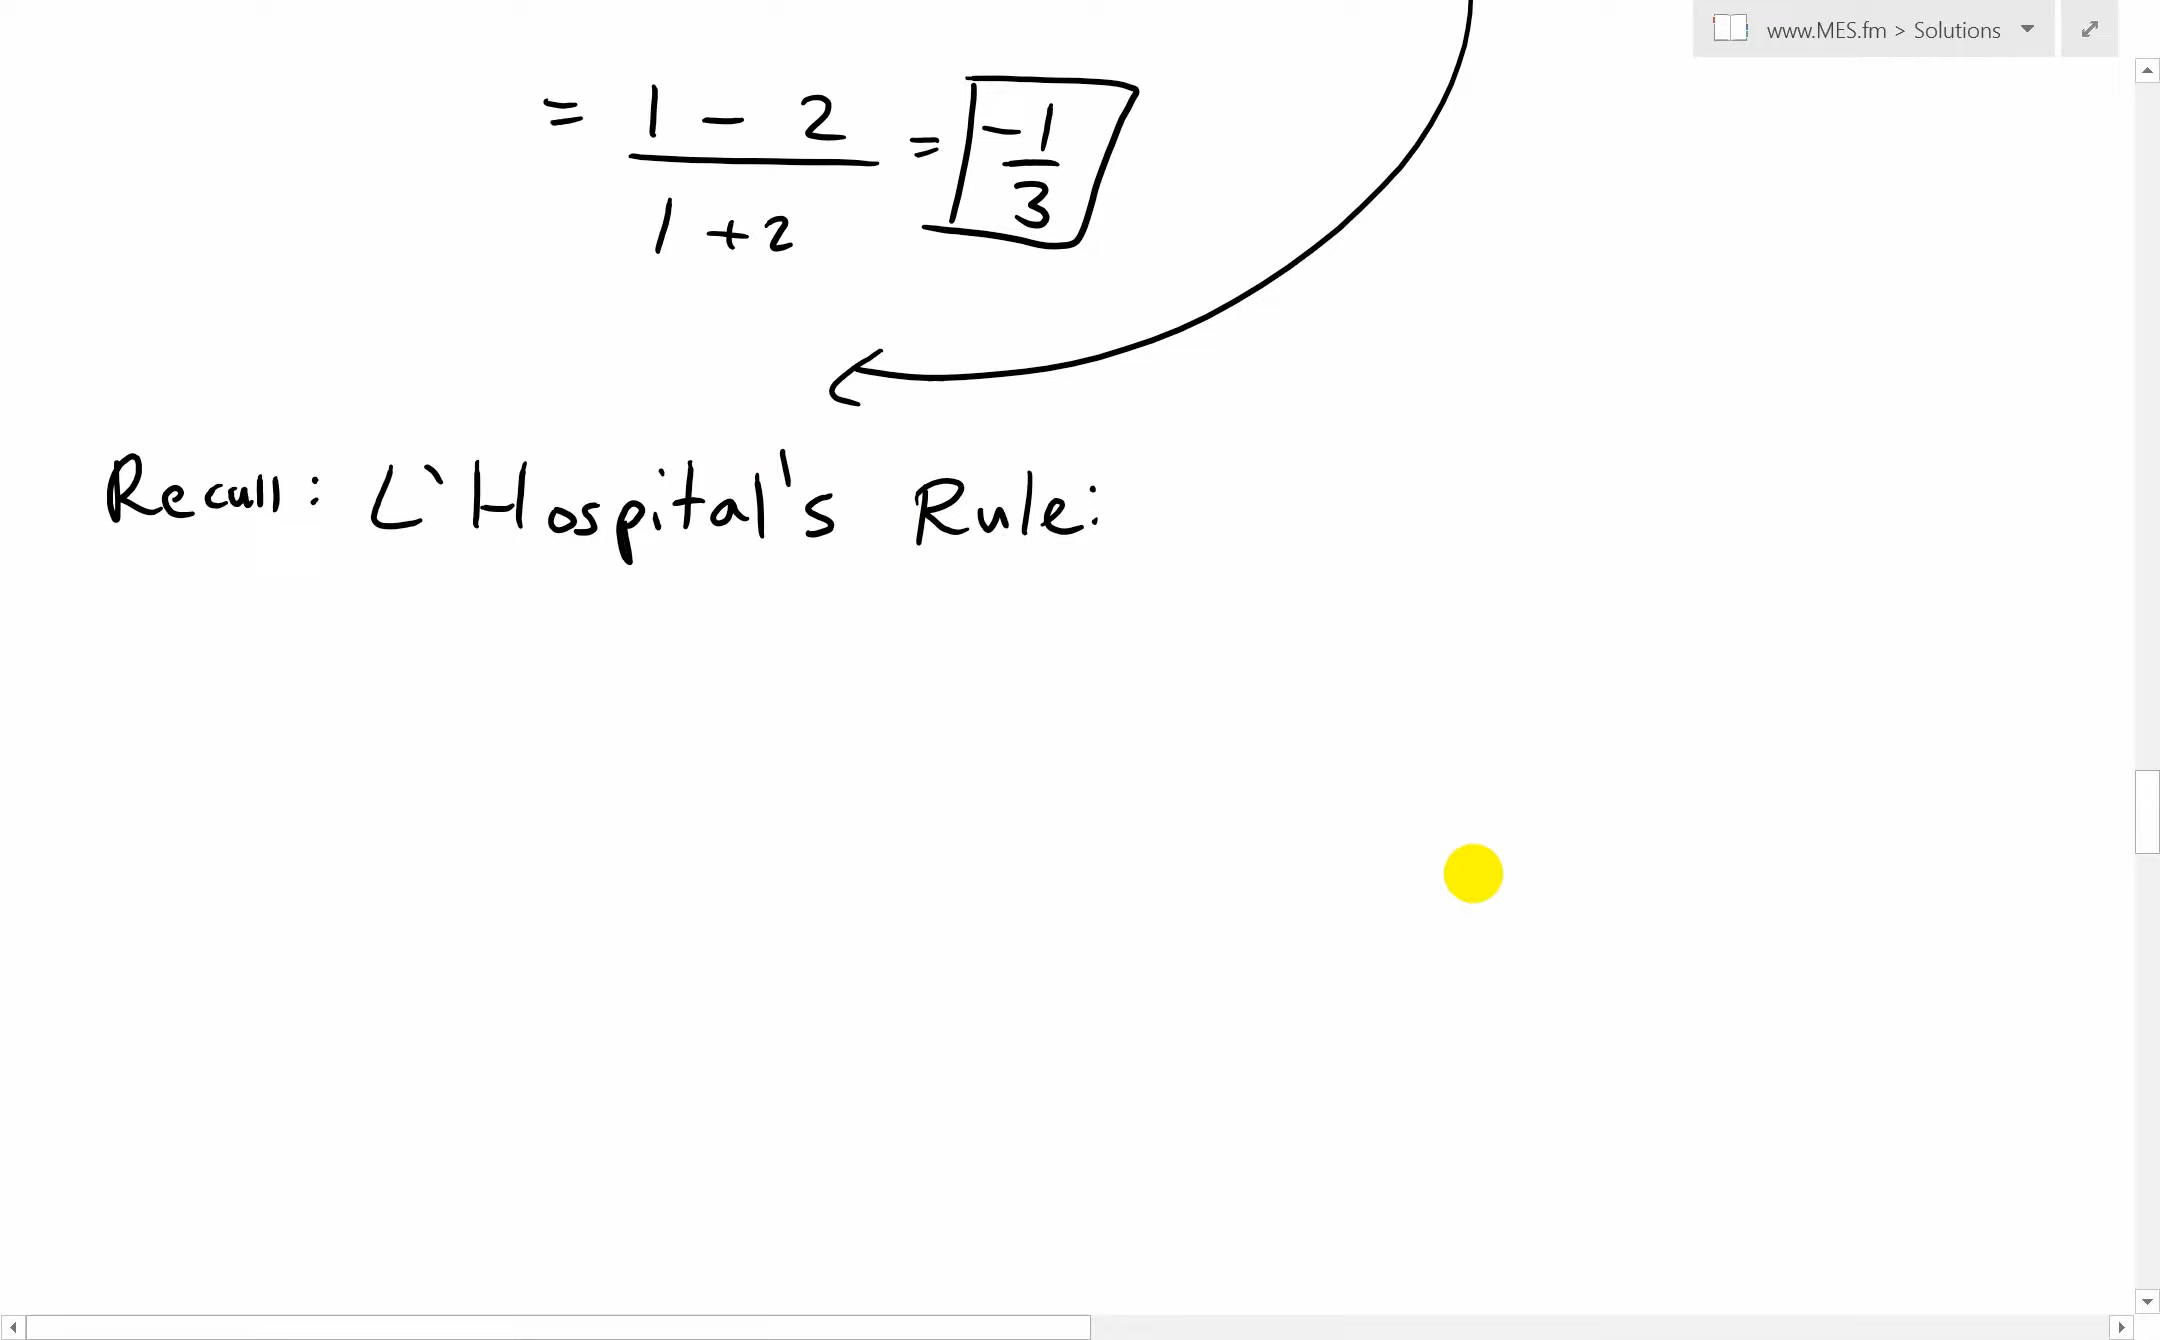 www.MES.fm > Solutions
= 1 - 2 / 1 + 2 = -1 / 3
Recall: L'Hospital's Rule: